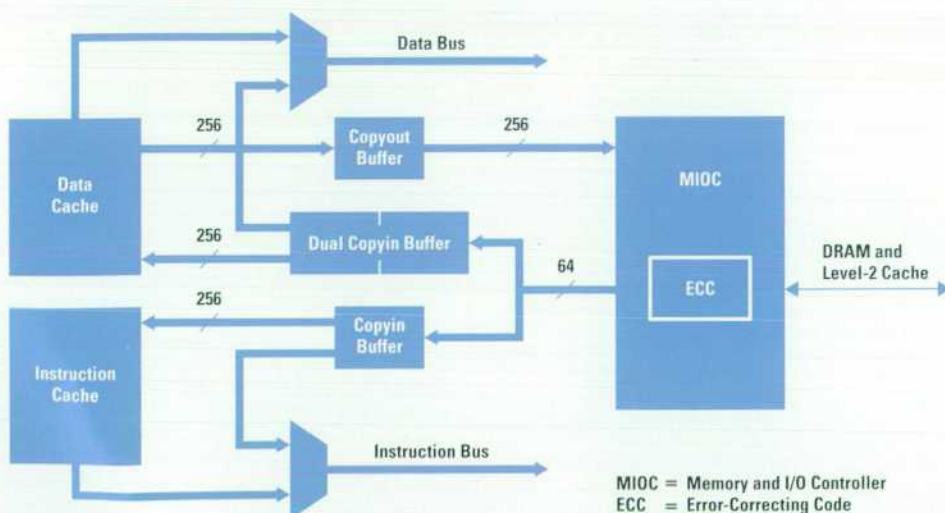 Data Bus
256
Copyout
Buffer
256
MIOC
Data
Cache
256
Dual Copyin Buffer
64
DRAM and
Level-2 Cache
ECC
256
Copyin
Buffer
Instruction
Cache
Instruction Bus
MIOC = Memory and I/O Controller
ECC = Error-Correcting Code